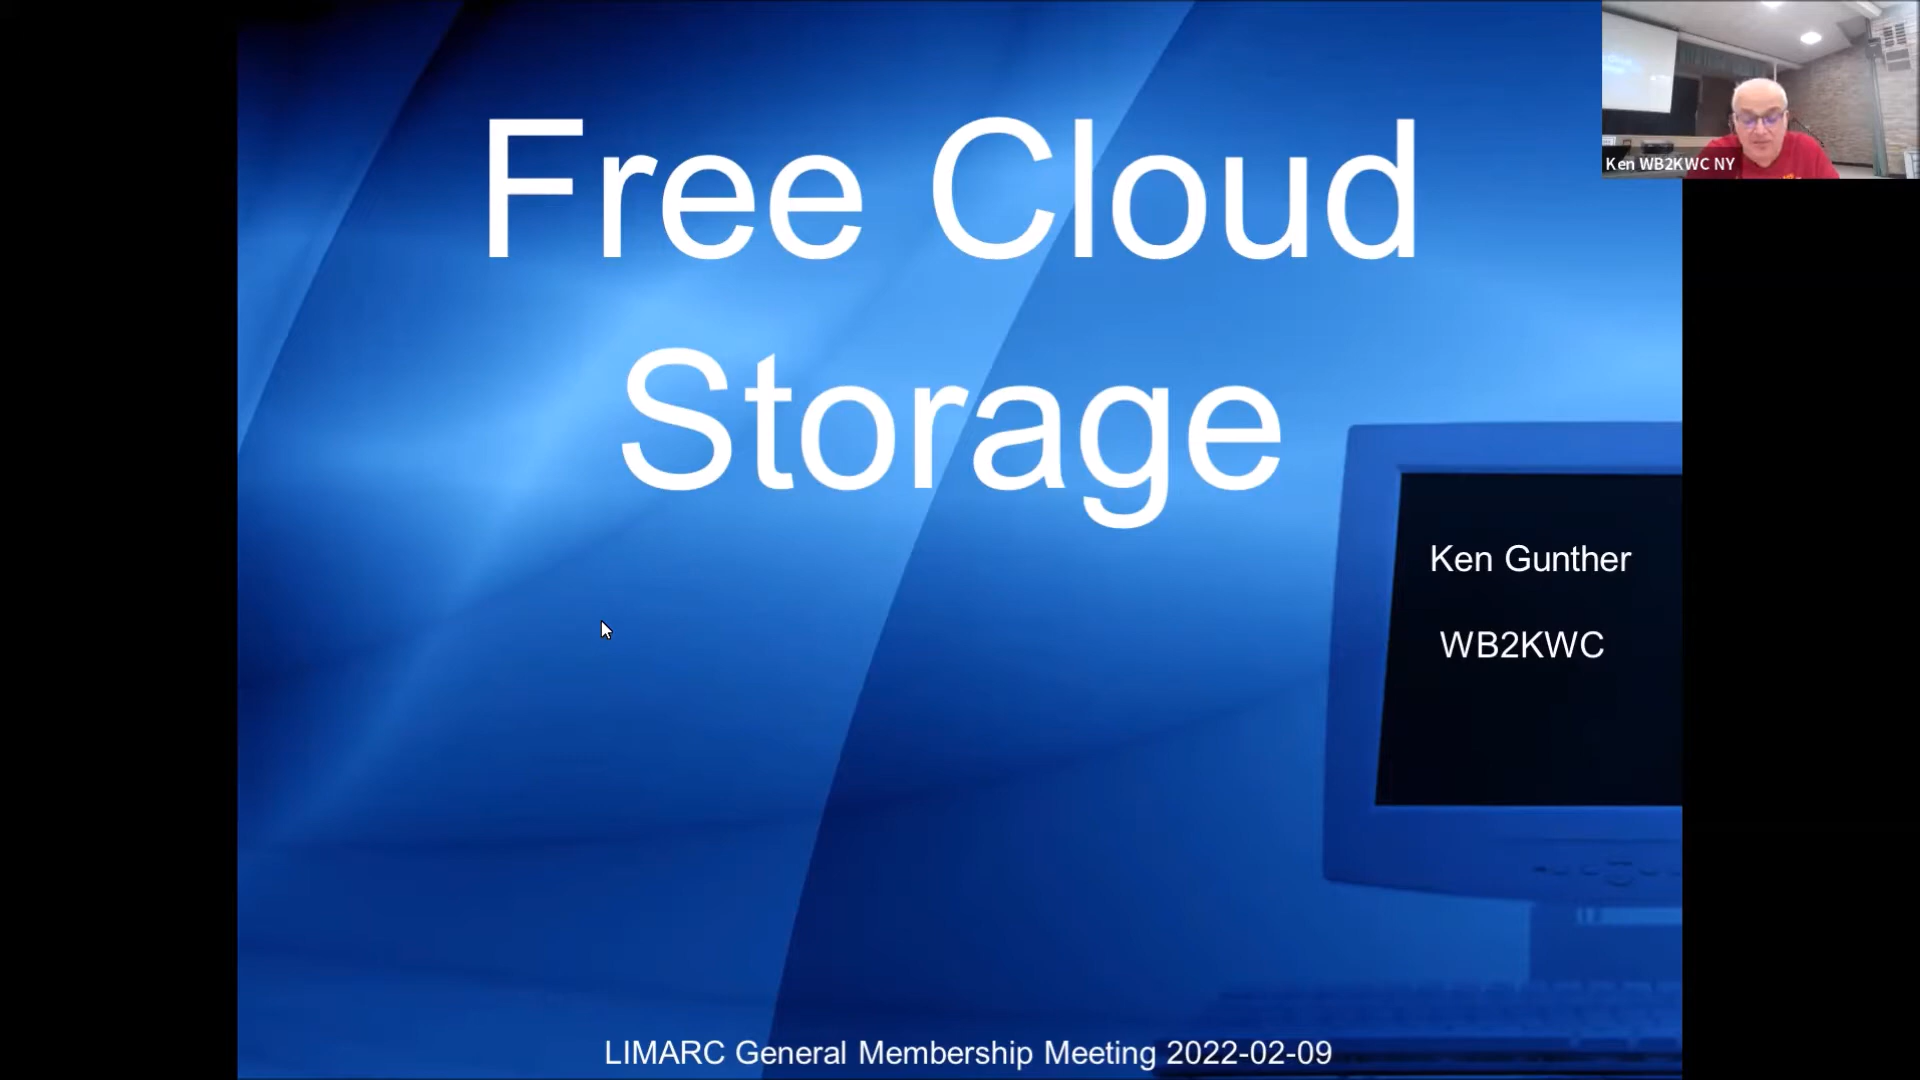 Free Cloud
Storage
Ken WB2KWC NY
Ken Gunther
WB2KWC
LIMARC General Membership Meeting 2022-02-09